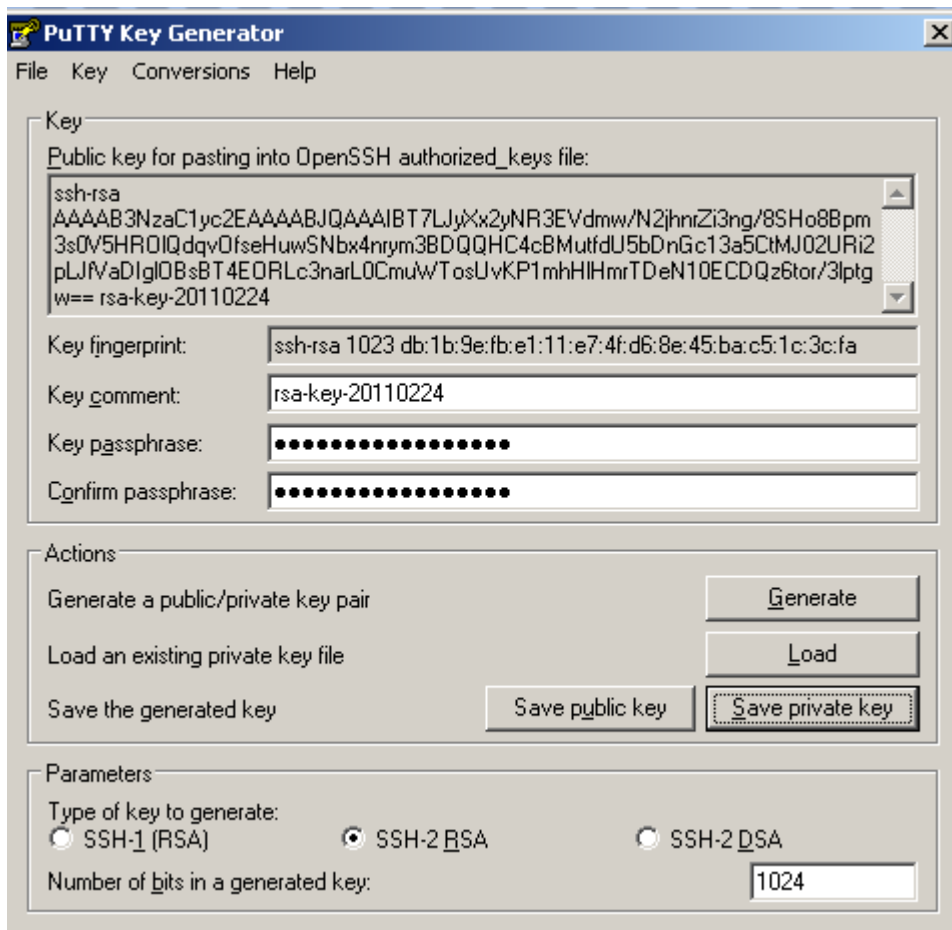 PuTTY Key Generator
File Key Conversions Help
Key
Public key for pasting into OpenSSH authorized_keys file:
ssh-rsa
AAAAB3NzaC1yc2EAAAABJQAAAIBT7LJyXx2yNR3EVdmw/N2jhnrZi3ng/8SHo8Bpm
3s0V5HROlQdqvOfseHuwSNbx4nrym3BDQQHC4cBMutfdU5bDnGc13a5CtMJ02URi2
pLJfVaDIglOBsBT4EORLc3narL0CmuWTosUvKP1mhHlHmrTDeN10ECDQz6tor/3lptg
w== rsa-key-20110224
Key fingerprint: ssh-rsa 1023 db:1b:9e:fb:e1:11:e7:4f:d6:8e:45:ba:c5:1c:3c:fa
Key comment: rsa-key-20110224
Key passphrase:
Confirm passphrase:
Actions
Generate a public/private key pair Generate
Load an existing private key file Load
Save the generated key Save public key Save private key
Parameters
Type of key to generate:
SSH-1 (RSA) SSH-2 RSA SSH-2 DSA
Number of bits in a generated key: 1024